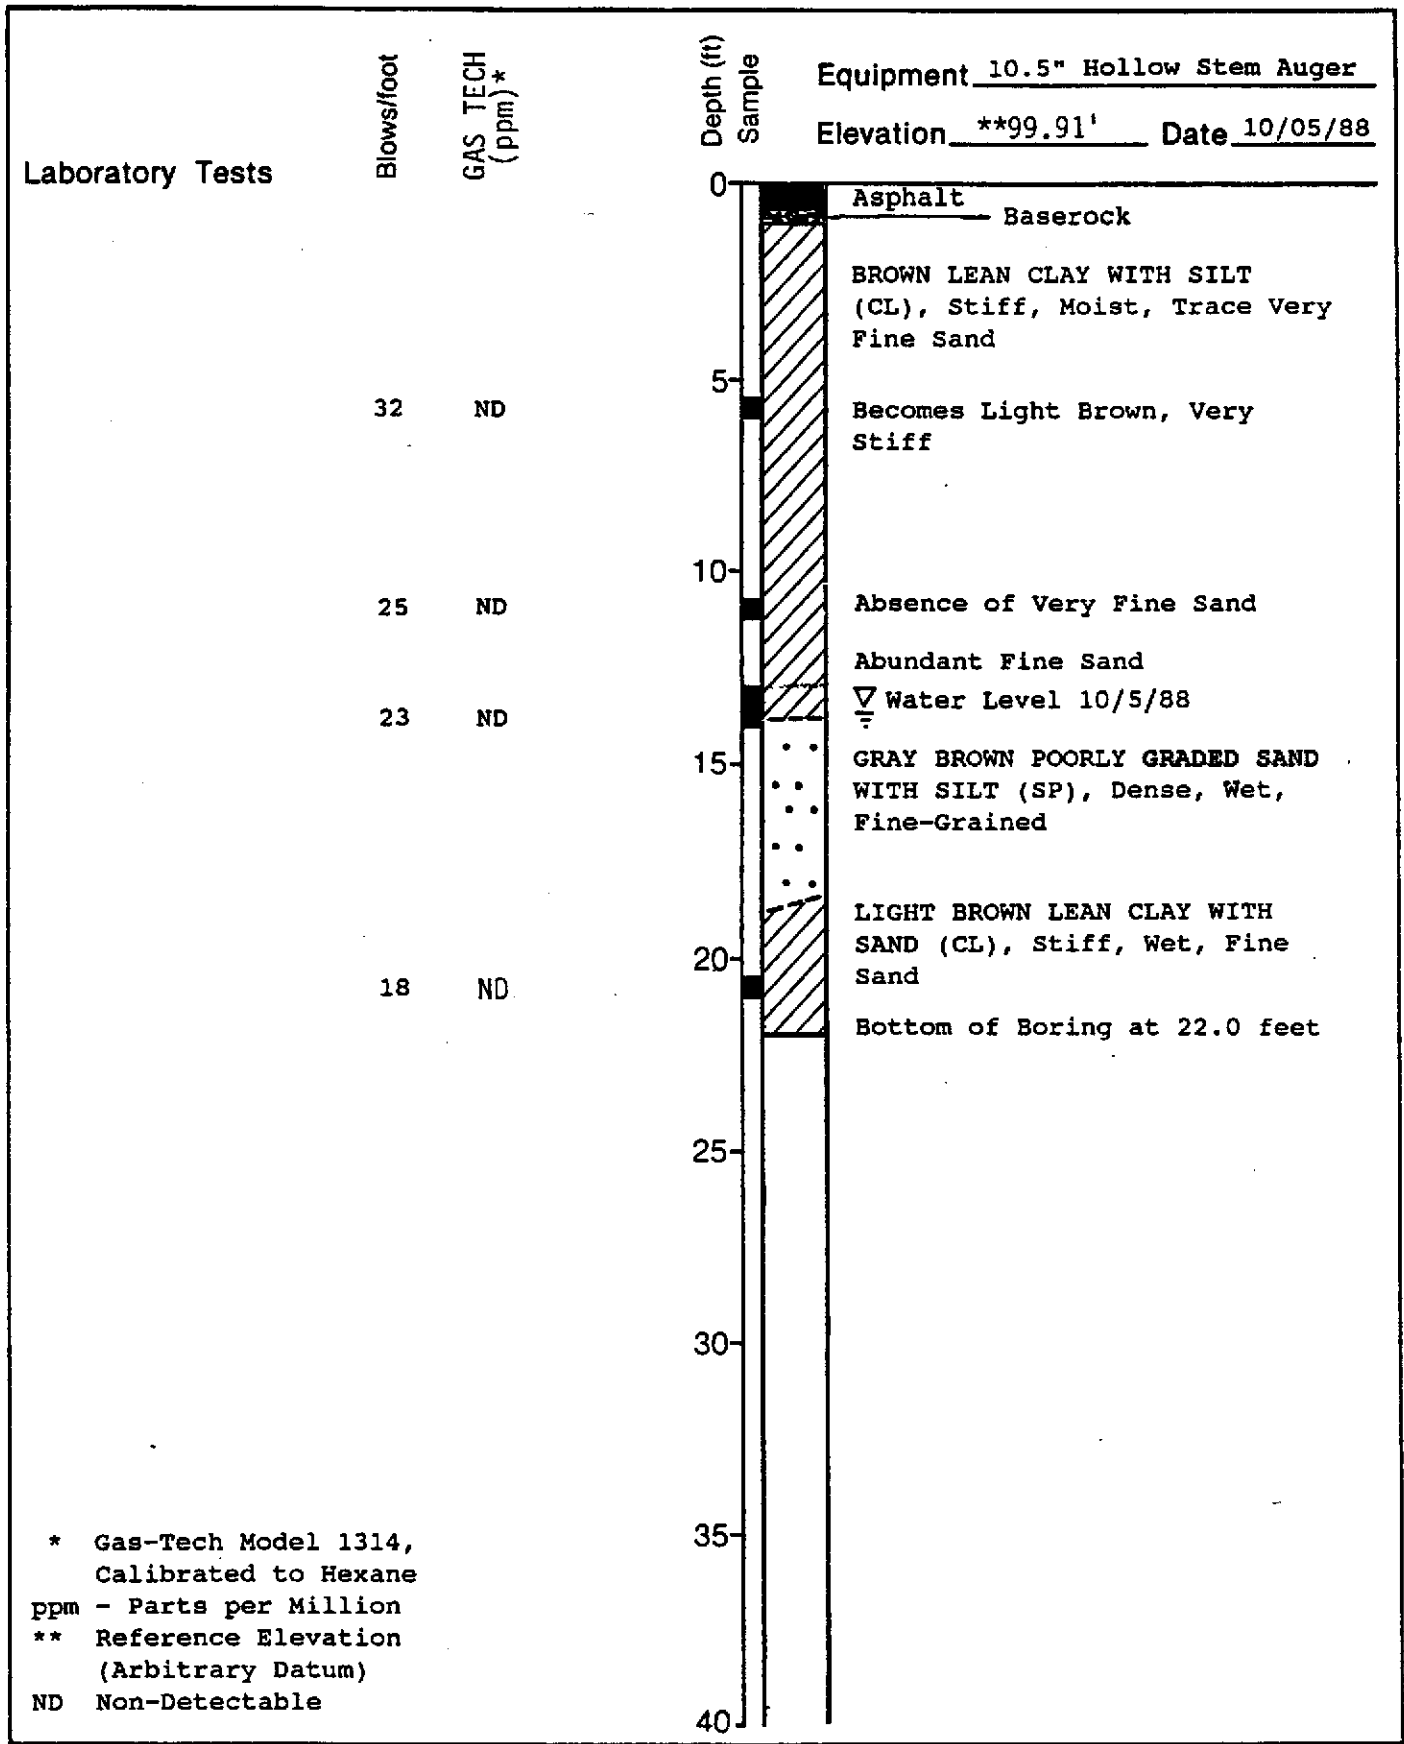 Equipment 10.5" Hollow Stem Auger
Elevation **99.91' Date 10/05/88
Laboratory Tests
Blows/foot
GAS TECH
(ppm)*
Depth (ft)
Sample
0
Asphalt
Baserock
BROWN LEAN CLAY WITH SILT
(CL), Stiff, Moist, Trace Very
Fine Sand
5
32 ND
Becomes Light Brown, Very
Stiff
10
25 ND
Absence of Very Fine Sand
Abundant Fine Sand
Water Level 10/5/88
23 ND
15
GRAY BROWN POORLY GRADED SAND
WITH SILT (SP), Dense, Wet,
Fine-Grained
LIGHT BROWN LEAN CLAY WITH
SAND (CL), Stiff, Wet, Fine
Sand
20
18 ND
Bottom of Boring at 22.0 feet
25
30
35
40
* Gas-Tech Model 1314,
Calibrated to Hexane
ppm - Parts per Million
** Reference Elevation
(Arbitrary Datum)
ND Non-Detectable